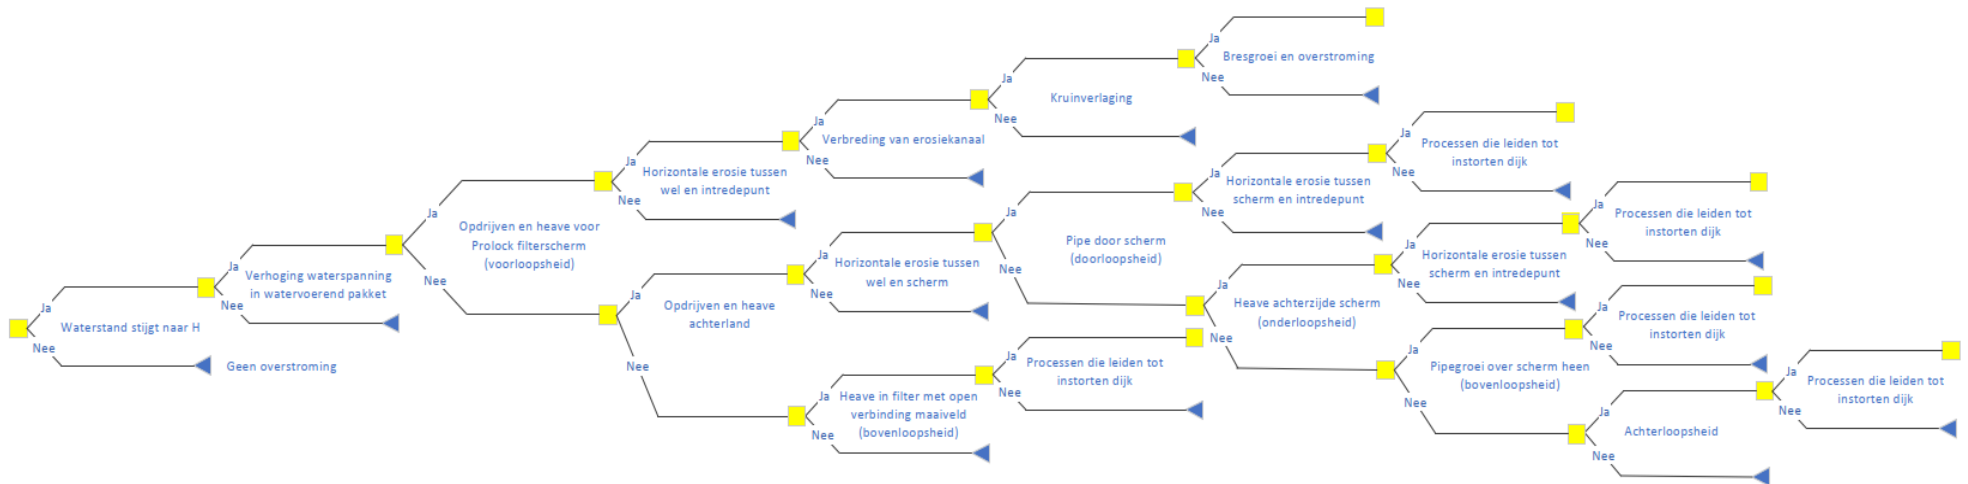 Ja
Waterstand stijgt naar H
Nee
Geen overstroming
Ja
Verhoging waterspanning
in watervoerend pakket
Nee
Ja
Opdrijven en heave voor
Prolock filterscherm
(voorloopsheid)
Nee
Ja
Horizontale erosie tussen
wel en intredepunt
Nee
Ja
Verbreding van erosiekanaal
Nee
Ja
Kruinverlaging
Nee
Ja
Bresgroei en overstroming
Nee
Ja
Opdrijven en heave
achterland
Nee
Ja
Horizontale erosie tussen
wel en scherm
Nee
Ja
Pipe door scherm
(doorloopsheid)
Nee
Ja
Horizontale erosie tussen
scherm en intredepunt
Nee
Ja
Processen die leiden tot
instorten dijk
Nee
Ja
Heave achterzijde scherm
(onderloopsheid)
Nee
Ja
Horizontale erosie tussen
scherm en intredepunt
Nee
Ja
Processen die leiden tot
instorten dijk
Nee
Ja
Pipegroei over scherm heen
(bovenloopsheid)
Nee
Ja
Processen die leiden tot
instorten dijk
Nee
Ja
Achterloopsheid
Nee
Ja
Processen die leiden tot
instorten dijk
Nee
Ja
Heave in filter met open
verbinding maaiveld
(bovenloopsheid)
Nee
Ja
Processen die leiden tot
instorten dijk
Nee